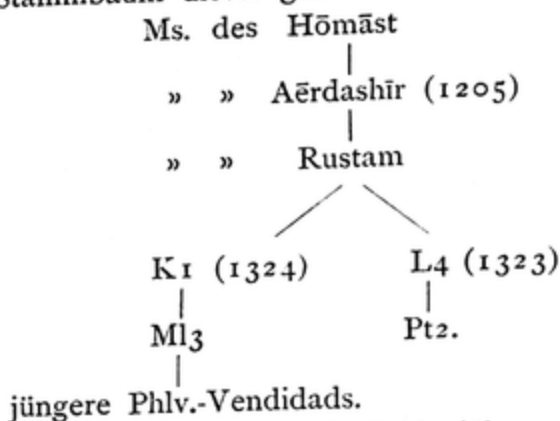 Ms. des Hōmāst
» » Aērdashīr (1205)
» » Rustam
K1 (1324) L4 (1323)
Ml3 Pt2.
jüngere Phlv.-Vendidads.